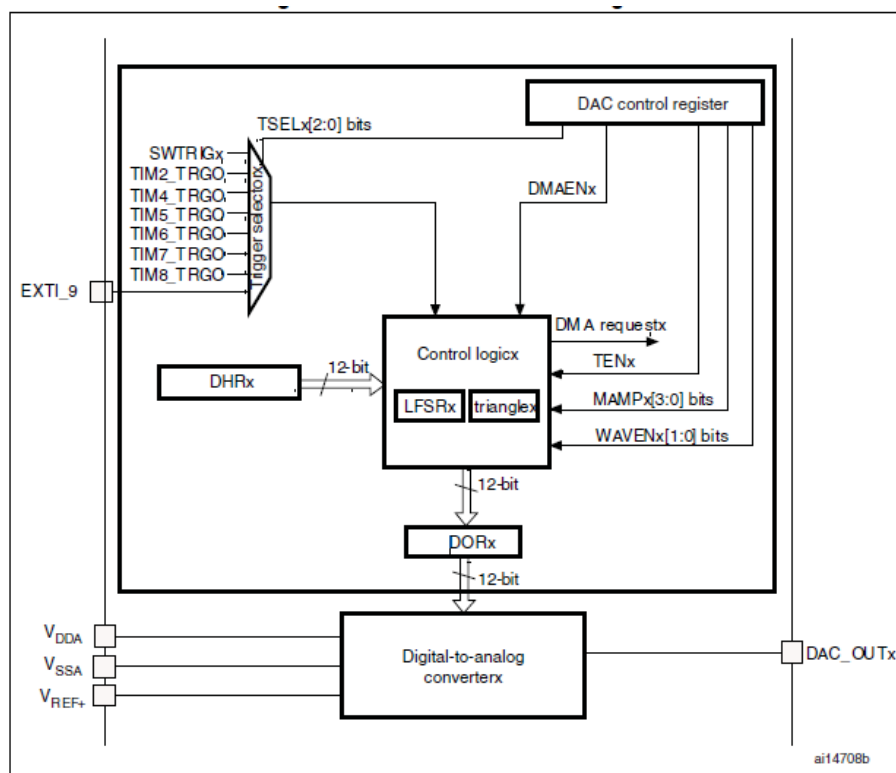 DAC control register
TSELx[2:0] bits
SWTRIGx
TIM2_TRGO
TIM4_TRGO
TIM5_TRGO
TIM6_TRGO
TIM7_TRGO
TIM8_TRGO
Trigger selectorx
DMAENx
EXTI_9
DMA requestx
Control logicx
TENx
DHRx
12-bit
LFSRx
trianglex
MAMPx[3:0] bits
WAVENx[1:0] bits
12-bit
DORx
12-bit
VDDA
VSSA
VREF+
Digital-to-analog
converterx
DAC_OUTx
ai14708b